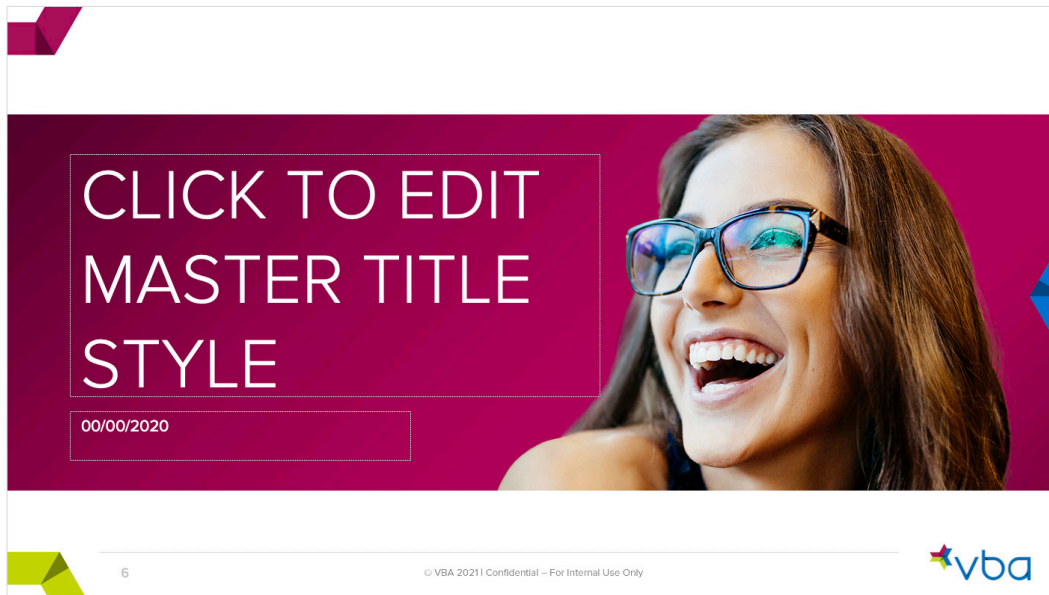 CLICK TO EDIT
MASTER TITLE
STYLE
00/00/2020
6
© VBA 2021 | Confidential – For Internal Use Only
vba